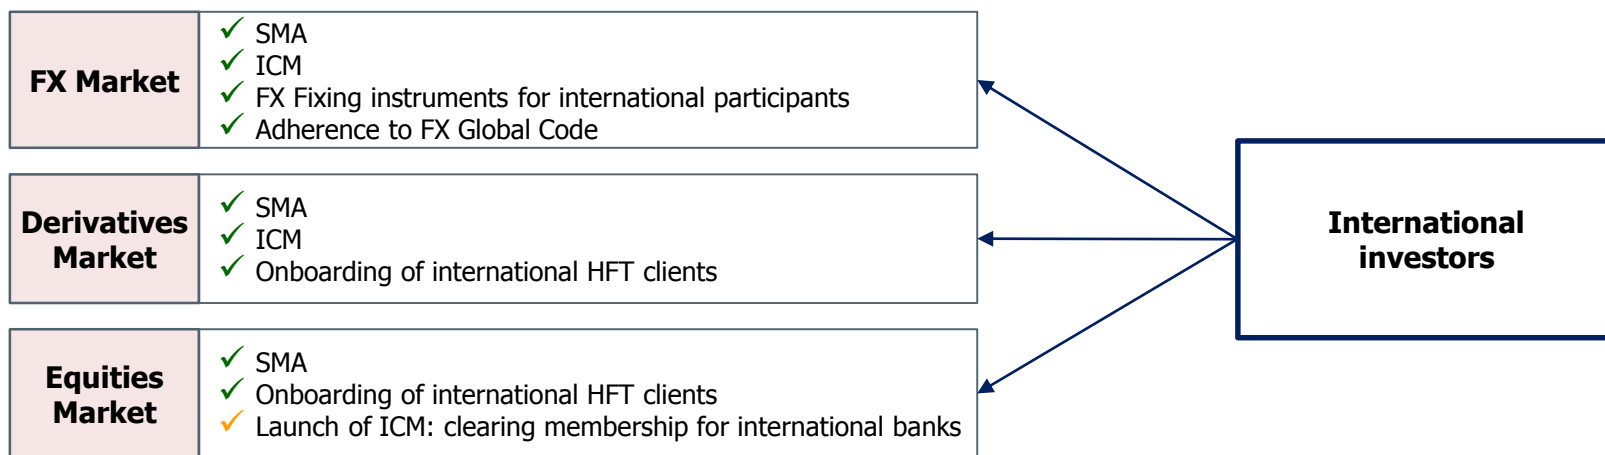 FX Market
SMA
ICM
FX Fixing instruments for international participants
Adherence to FX Global Code
Derivatives
Market
SMA
ICM
Onboarding of international HFT clients
Equities
Market
SMA
Onboarding of international HFT clients
Launch of ICM: clearing membership for international banks
International
investors